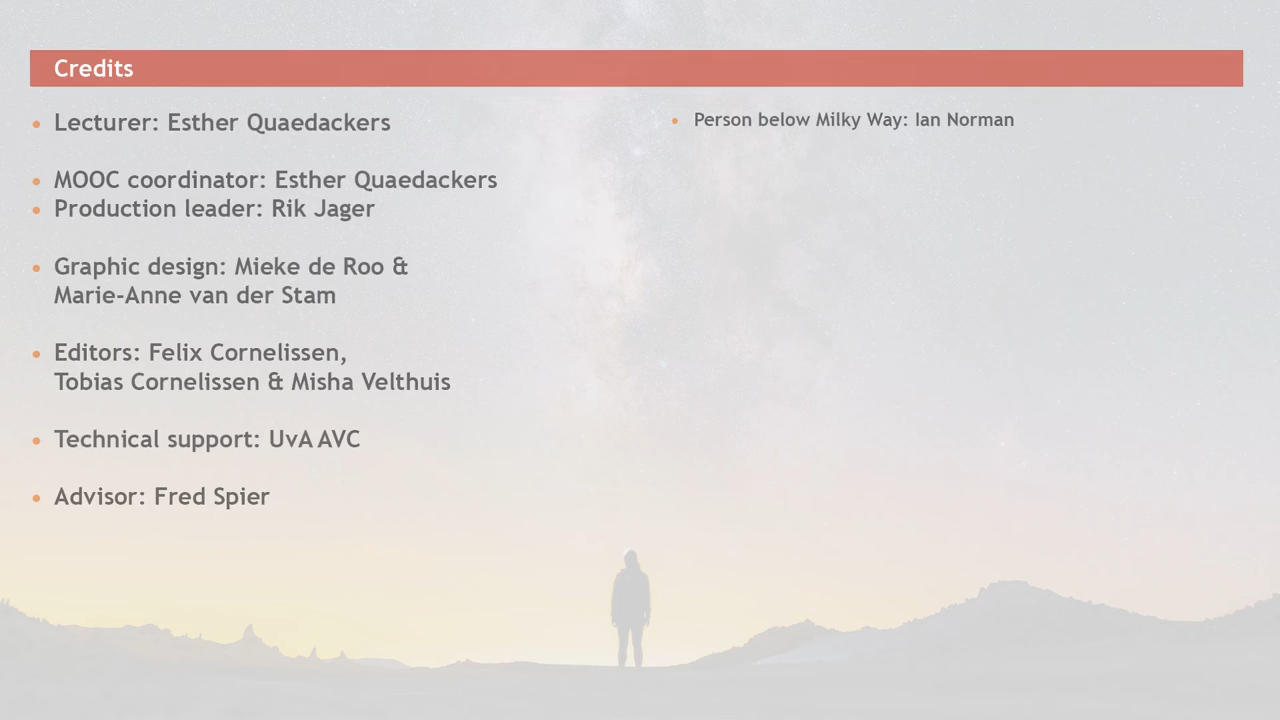 Credits
• Lecturer: Esther Quaedackers
• MOOC coordinator: Esther Quaedackers
• Production leader: Rik Jager
• Graphic design: Mieke de Roo &
Marie-Anne van der Stam
• Editors: Felix Cornelissen,
Tobias Cornelissen & Misha Velthuis
• Technical support: UvA AVC
• Advisor: Fred Spier
• Person below Milky Way: Ian Norman